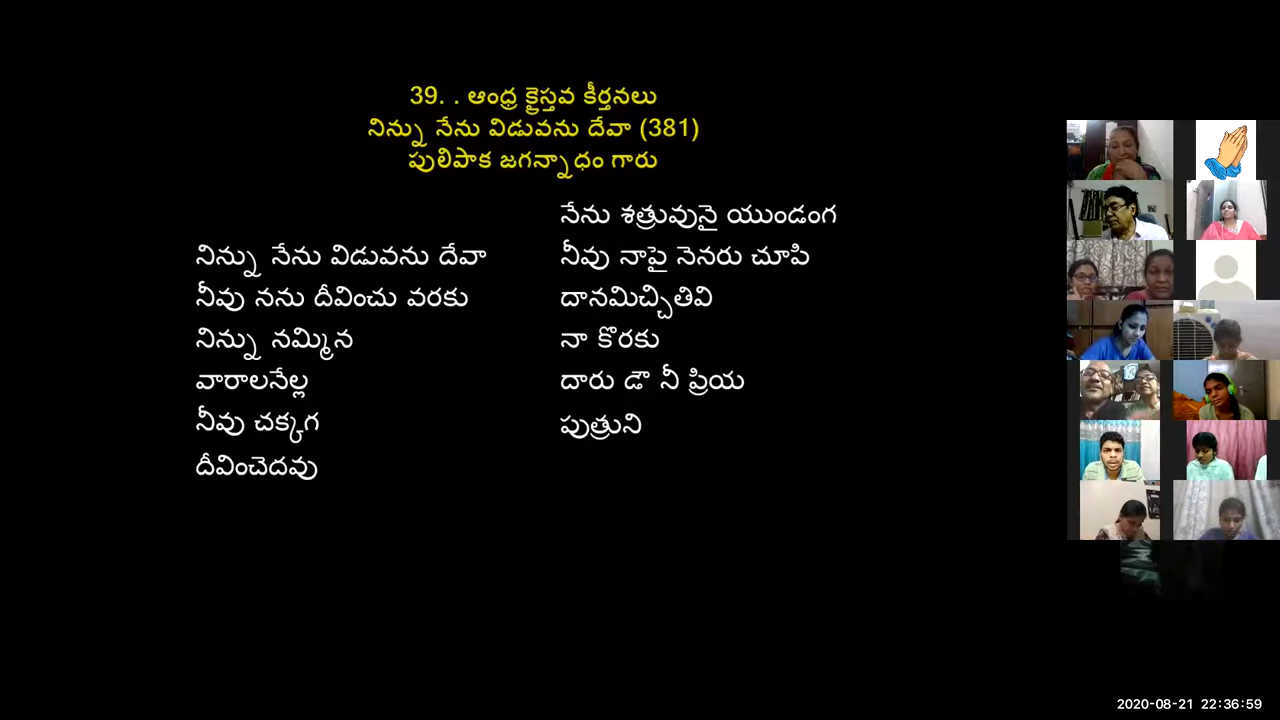 39. . ఆంధ్ర క్రైస్తవ కీర్తనలు
నిన్ను నేను విడువను దేవా (381)
పులిపాక జగన్నాధం గారు
నిన్ను నేను విడువను దేవా
నీవు నను దీవించు వరకు
నిన్ను నమ్మిన
వారాలనేల్ల
నీవు చక్కగ
దీవించెదవు
నేను శత్రువునై యుండంగ
నీవు నాపై నెనరు చూపి
దానమిచ్చితివి
నా కొరకు
దారు డౌ నీ ప్రియ
పుత్రుని
2020-08-21 22:36:59